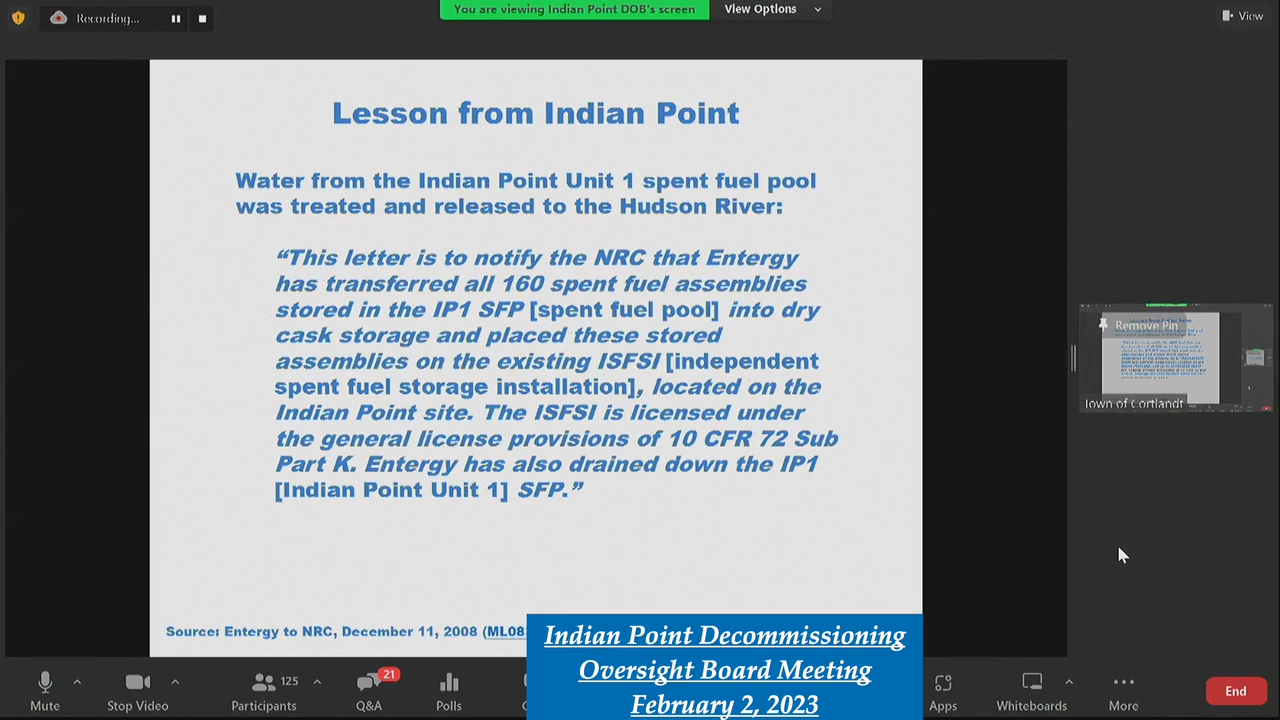 Recording...
You are viewing Indian Point DOB's screen
View Options
View
Lesson from Indian Point
Water from the Indian Point Unit 1 spent fuel pool
was treated and released to the Hudson River:
“This letter is to notify the NRC that Entergy
has transferred all 160 spent fuel assemblies
stored in the IP1 SFP [spent fuel pool] into dry
cask storage and placed these stored
assemblies on the existing ISFSI [independent
spent fuel storage installation], located on the
Indian Point site. The ISFSI is licensed under
the general license provisions of 10 CFR 72 Sub
Part K. Entergy has also drained down the IP1
[Indian Point Unit 1] SFP.”
Remove Pin
Town of Cortlandt
Source: Entergy to NRC, December 11, 2008 (ML08
Indian Point Decommissioning
Oversight Board Meeting
February 2, 2023
Mute
Stop Video
125
Participants
21
Q&A
Polls
Apps
Whiteboards
More
End